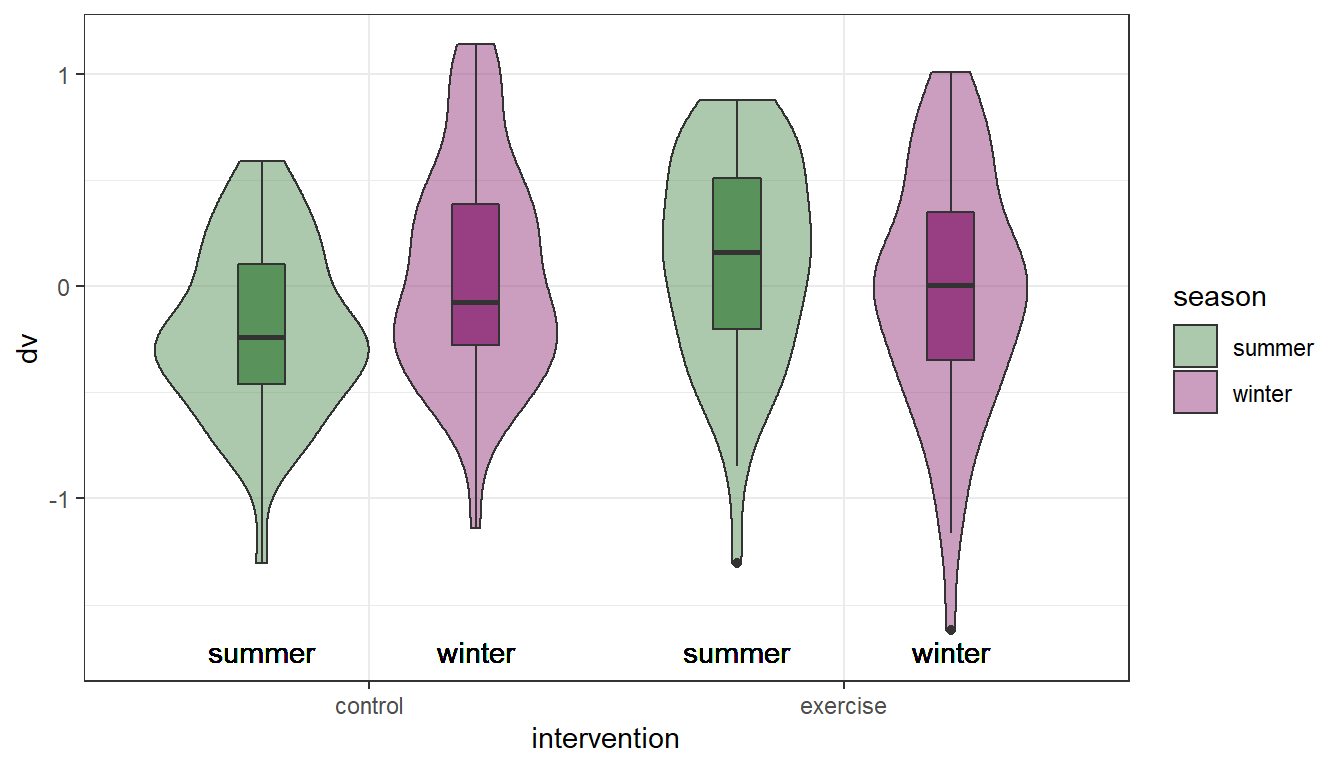 dv
1
0
-1
summer winter summer winter
control exercise
intervention
season
summer
winter